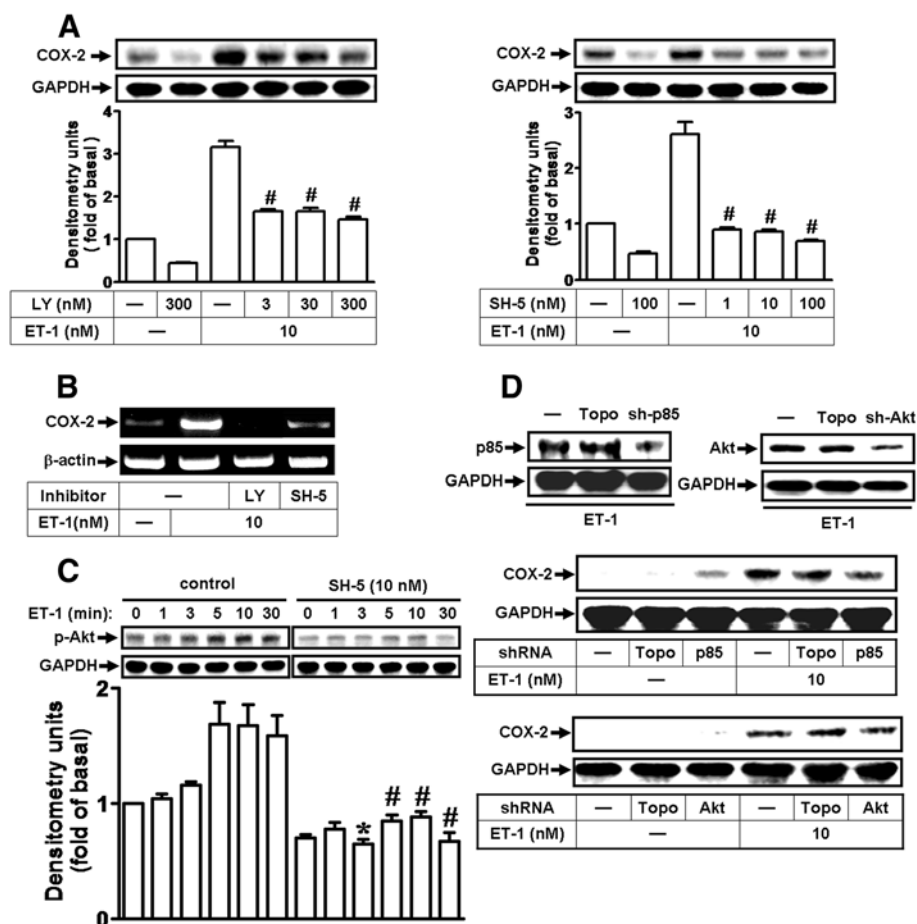 A
COX-2
GAPDH
Densitometry units
( fold of basal )
4
3
2
1
0
# # #
LY (nM) — 300 — 3 30 300
ET-1 (nM) — 10
COX-2
GAPDH
Densitometry units
(fold of basal)
3
2
1
0
# # #
SH-5 (nM) — 100 — 1 10 100
ET-1 (nM) — 10
B
COX-2
β-actin
Inhibitor — LY SH-5
ET-1(nM) — 10
C
control SH-5 (10 nM)
ET-1 (min): 0 1 3 5 10 30 0 1 3 5 10 30
p-Akt
GAPDH
Densitometry units
(fold of basal)
2
1
0
* # # #
D
— Topo sh-p85
p85
GAPDH
ET-1
— Topo sh-Akt
Akt
GAPDH
ET-1
COX-2
GAPDH
shRNA — Topo p85 — Topo p85
ET-1 (nM) — 10
COX-2
GAPDH
shRNA — Topo Akt — Topo Akt
ET-1 (nM) — 10